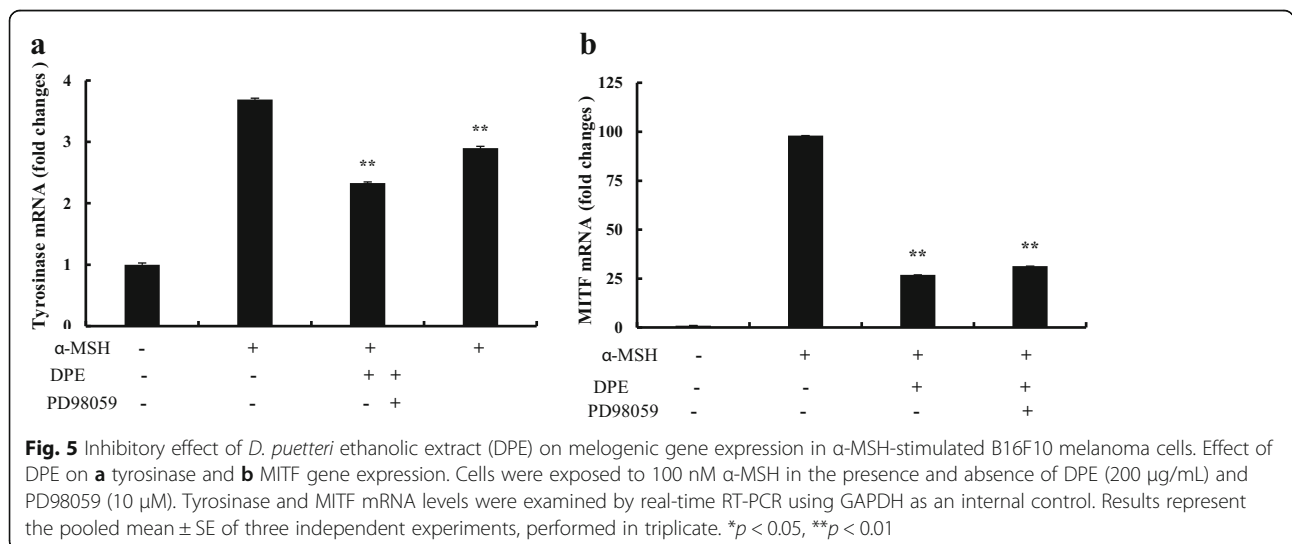 a
b
Tyrosinase mRNA (fold changes )
4
3
2
1
0
**
**
α-MSH - + + +
DPE - - + +
PD98059 - - - +
MITF mRNA (fold changes )
125
100
75
50
25
0
**
**
α-MSH - + + +
DPE - - + +
PD98059 - - - +
Fig. 5 Inhibitory effect of D. puetteri ethanolic extract (DPE) on melogenic gene expression in α-MSH-stimulated B16F10 melanoma cells. Effect of
DPE on a tyrosinase and b MITF gene expression. Cells were exposed to 100 nM α-MSH in the presence and absence of DPE (200 μg/mL) and
PD98059 (10 μM). Tyrosinase and MITF mRNA levels were examined by real-time RT-PCR using GAPDH as an internal control. Results represent
the pooled mean ± SE of three independent experiments, performed in triplicate. *p < 0.05, **p < 0.01